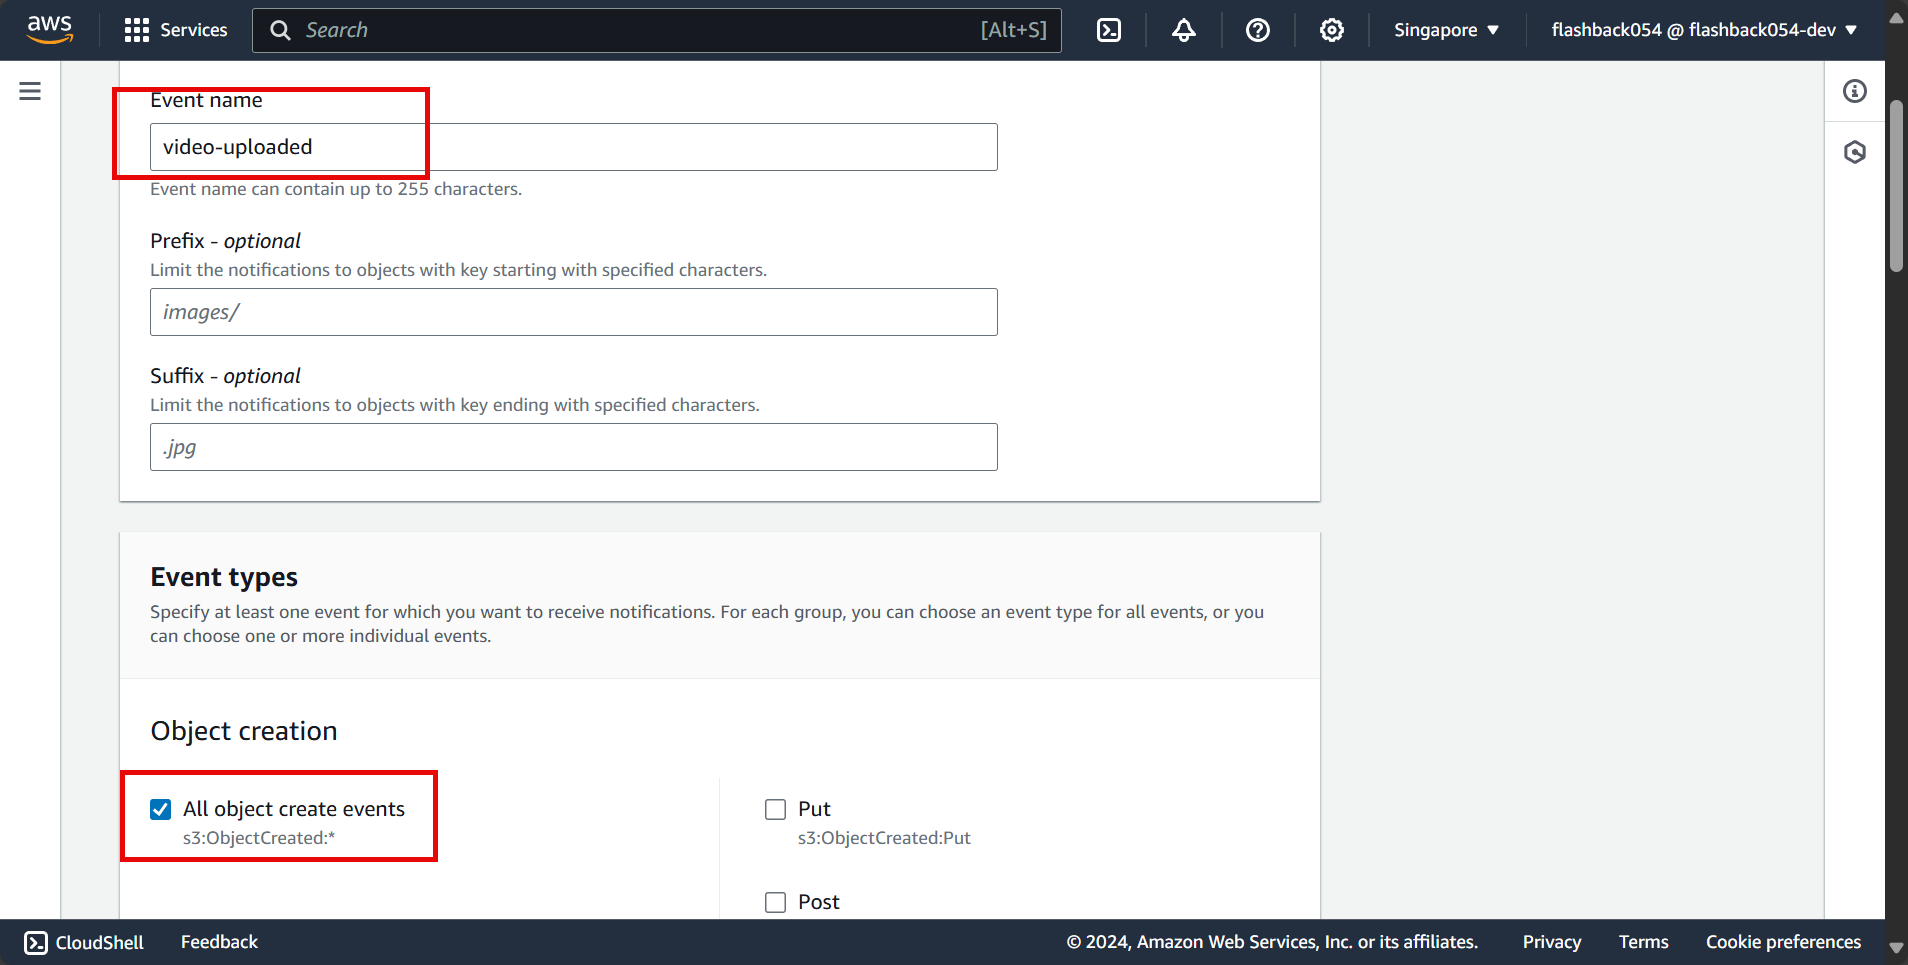 aws
Services
Search
[Alt+S]
Singapore
flashback054 @ flashback054-dev
Event name
video-uploaded
Event name can contain up to 255 characters.
Prefix - optional
Limit the notifications to objects with key starting with specified characters.
images/
Suffix - optional
Limit the notifications to objects with key ending with specified characters.
.jpg
Event types
Specify at least one event for which you want to receive notifications. For each group, you can choose an event type for all events, or you
can choose one or more individual events.
Object creation
All object create events
s3:ObjectCreated:*
Put
s3:ObjectCreated:Put
Post
CloudShell
Feedback
© 2024, Amazon Web Services, Inc. or its affiliates.
Privacy
Terms
Cookie preferences